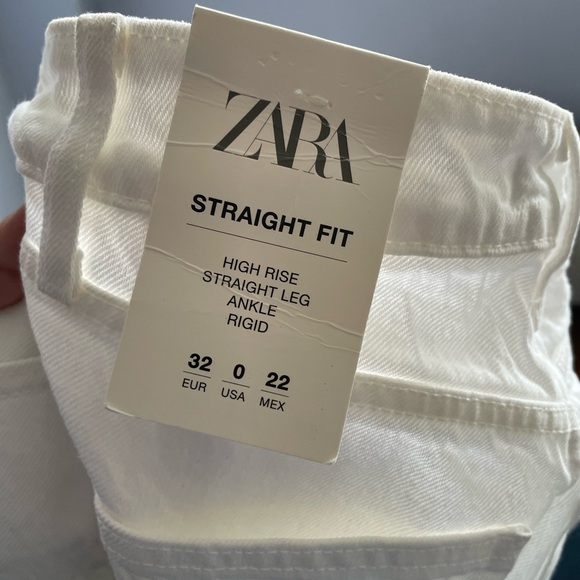 ZARA
STRAIGHT FIT
HIGH RISE
STRAIGHT LEG
ANKLE
RIGID
32 0 22
EUR USA MEX